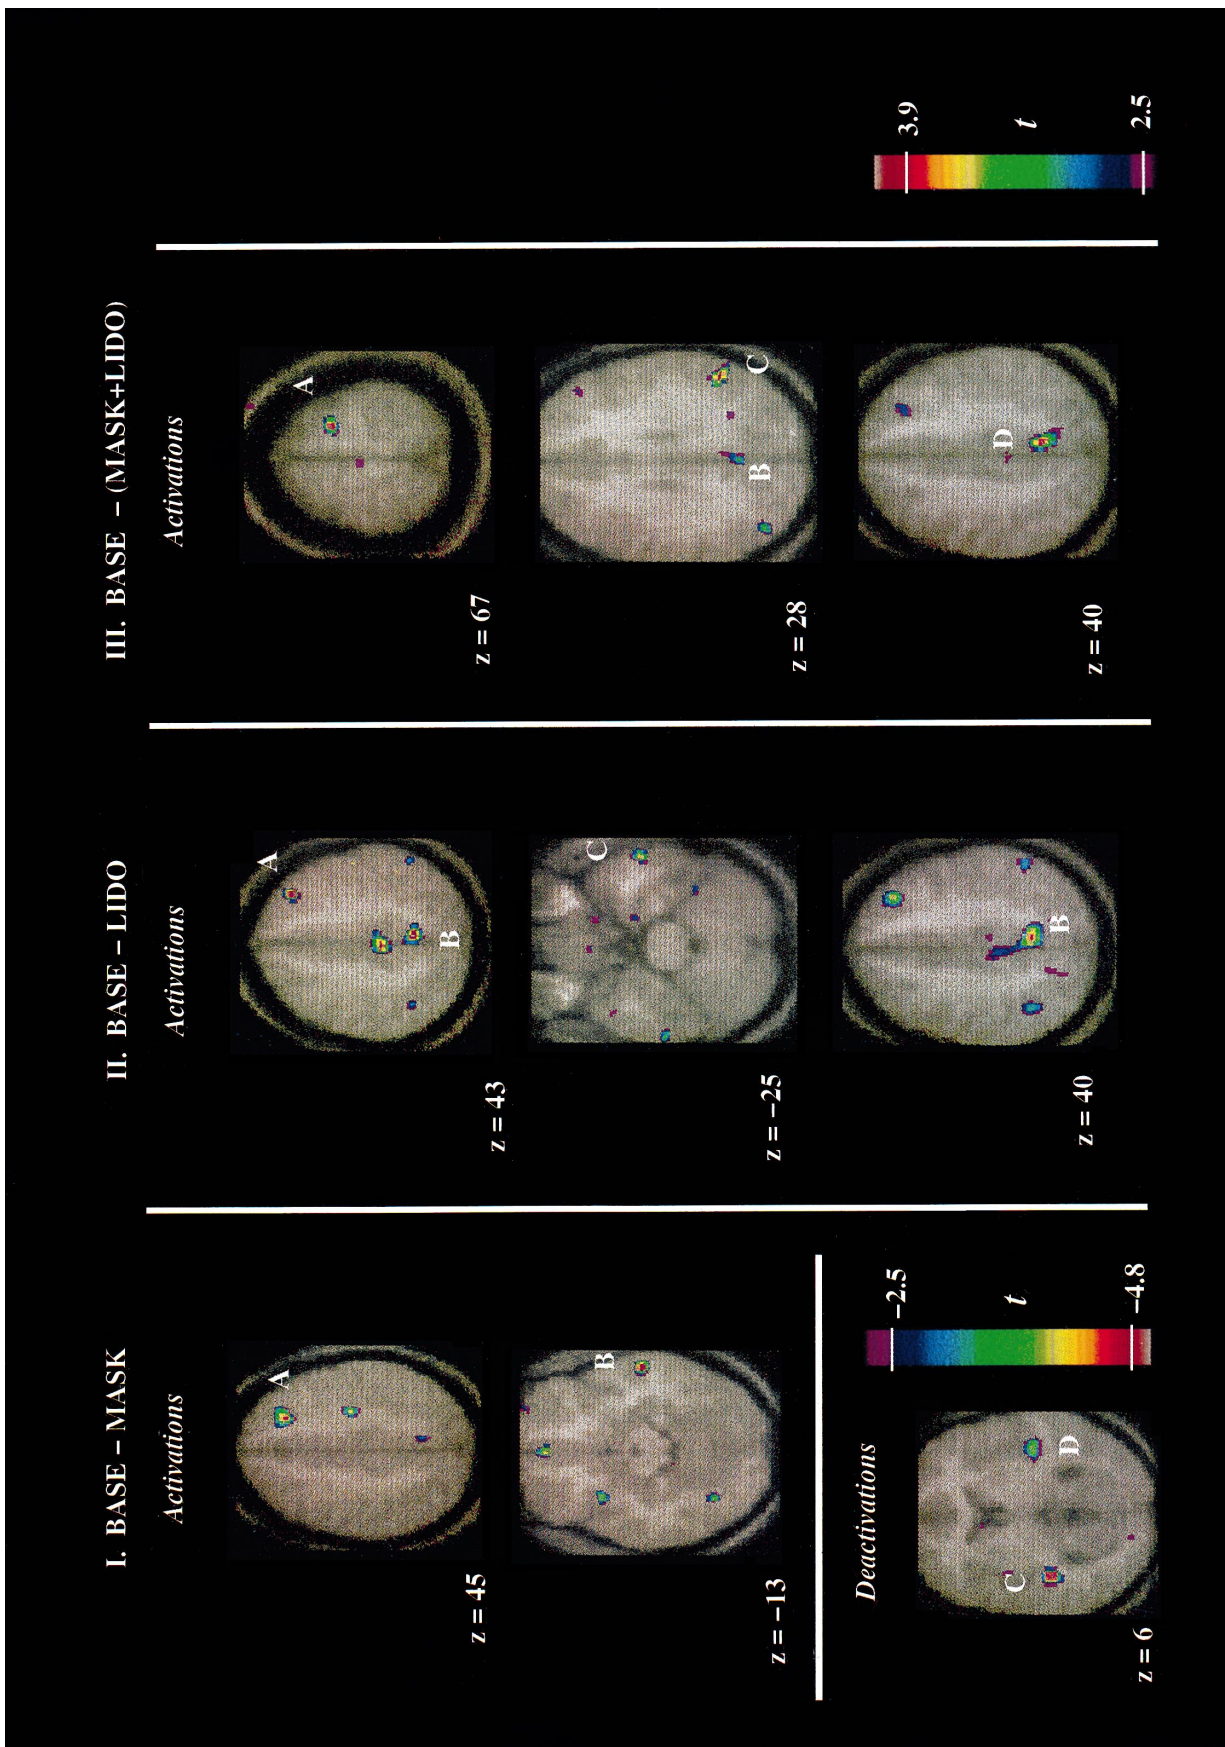 I. BASE – MASK
Activations
A
z = 45
B
z = −13
Deactivations
C
D
z = 6
−2.5
t
−4.8
II. BASE – LIDO
Activations
A
B
z = 43
C
z = −25
B
z = 40
III. BASE – (MASK+LIDO)
Activations
A
z = 67
B
C
z = 28
D
z = 40
3.9
t
2.5